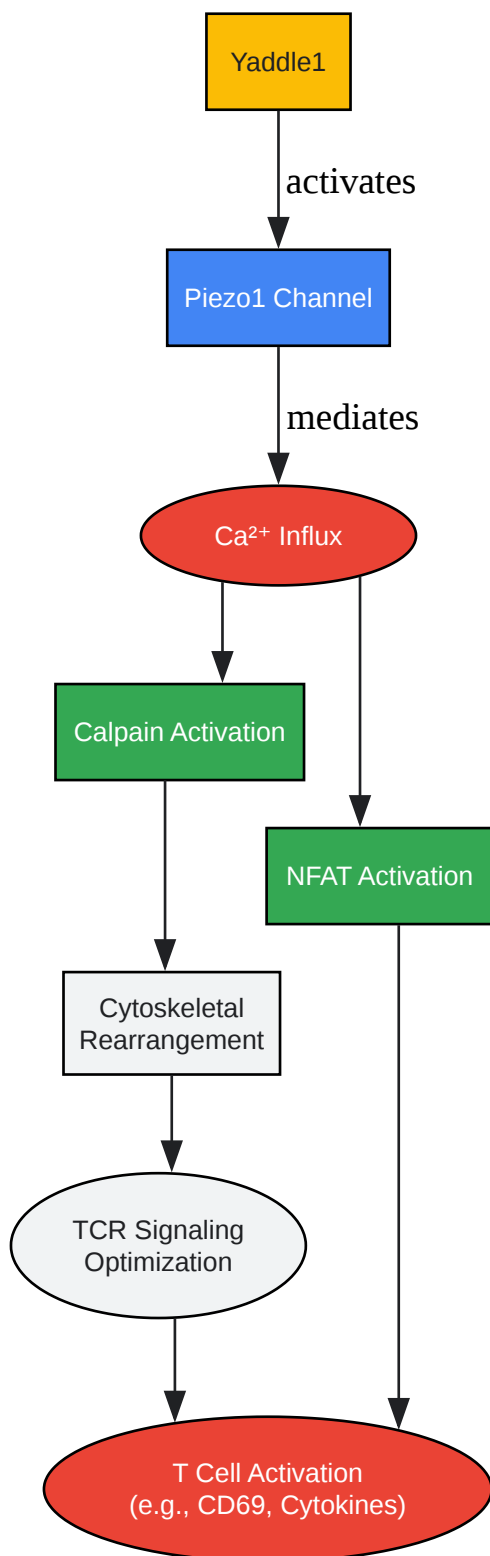 Yaddle1
activates
Piezo1 Channel
mediates
Ca²⁺ Influx
Calpain Activation
NFAT Activation
Cytoskeletal
Rearrangement
TCR Signaling
Optimization
T Cell Activation
(e.g., CD69, Cytokines)